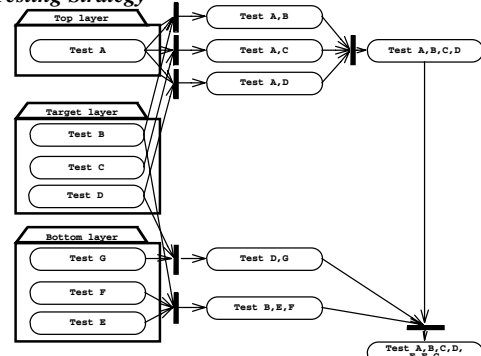 Testing Strategy
Top layer
Test A
Test A,B
Test A,C
Test A,D
Test A,B,C,D
Target layer
Test B
Test C
Test D
Bottom layer
Test G
Test F
Test E
Test D,G
Test B,E,F
Test A,B,C,D,
E,F,G